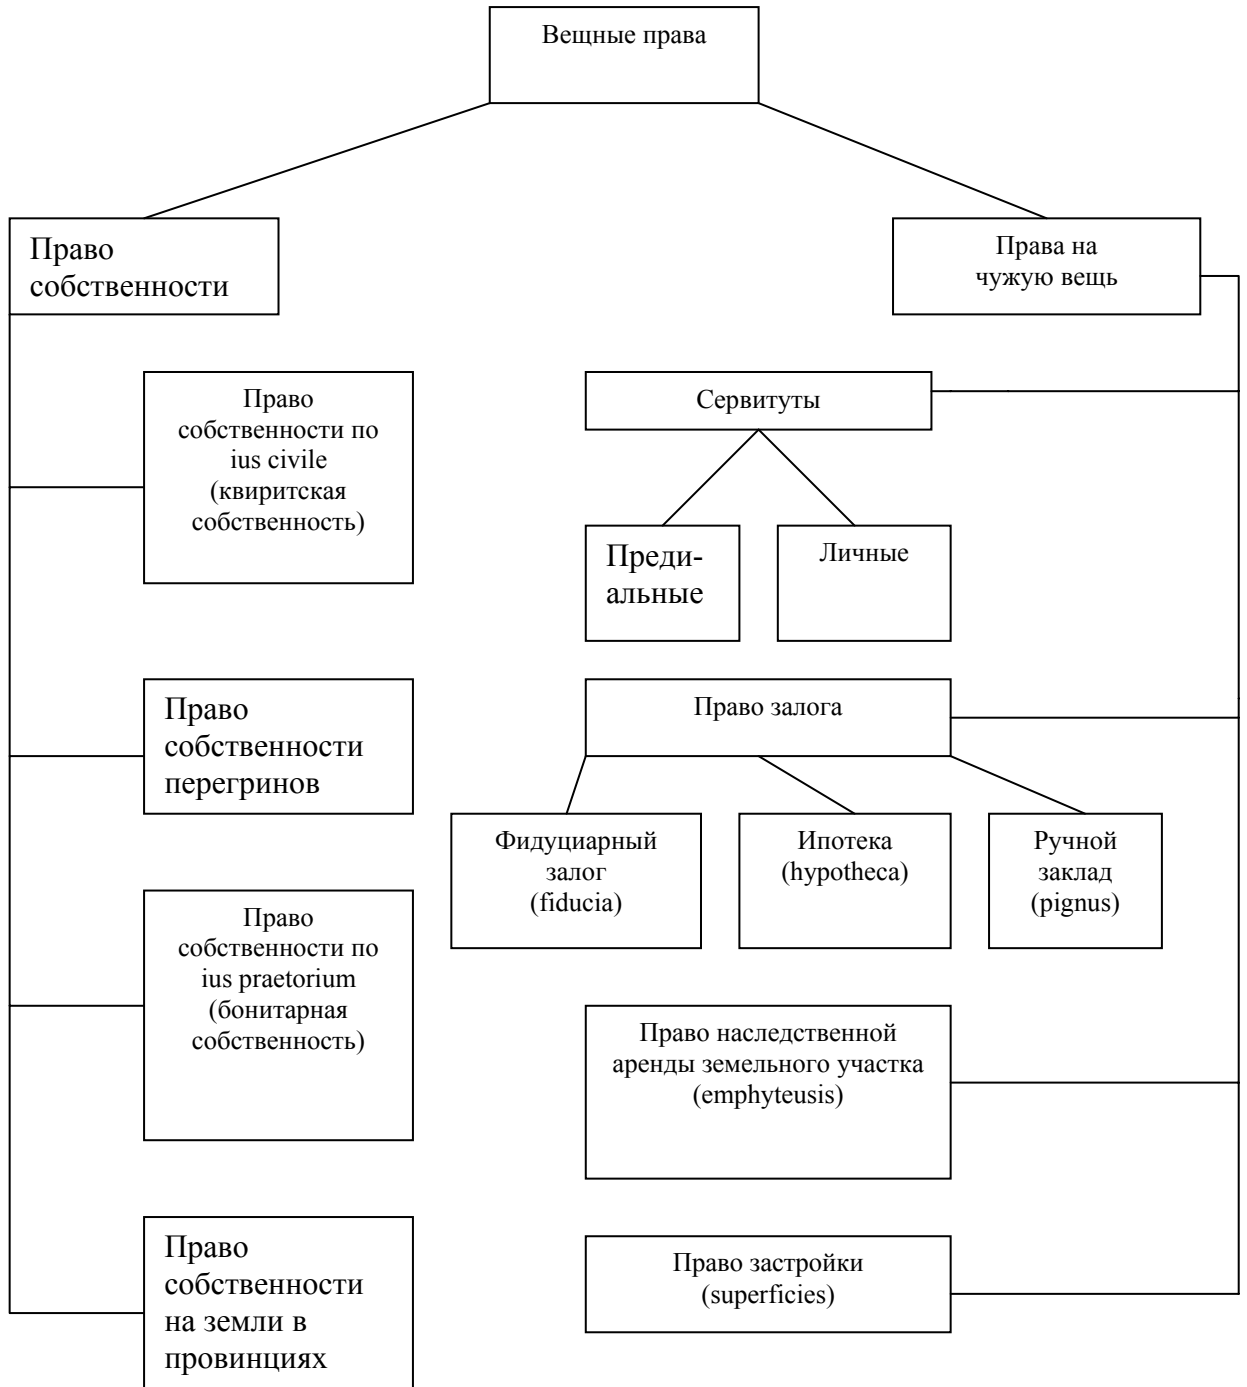 Вещные права
Право
собственности
Права на
чужую вещь
Право
собственности по
ius civile
(квиритская
собственность)
Сервитуты
Преди-
альные
Личные
Право
собственности
перегринов
Право залога
Фидуциарный
залог
(fiducia)
Ипотека
(hypotheca)
Ручной
заклад
(pignus)
Право
собственности по
ius praetorium
(бонитарная
собственность)
Право наследственной
аренды земельного участка
(emphyteusis)
Право
собственности
на земли в
провинциях
Право застройки
(superficies)